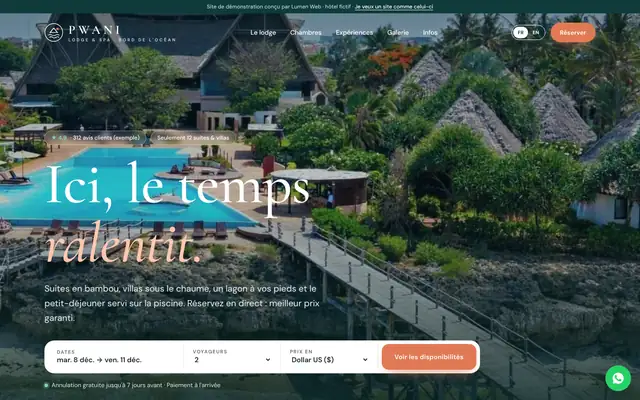 Site de démonstration conçu par Lumen Web · hôtel fictif · Je veux un site comme celui-ci
PWANI
LODGE & SPA · BORD DE L'OCÉAN
Le lodge
Chambres
Expériences
Galerie
Infos
FR
EN
Réserver
312 avis clients (exemple)
Seulement 12 suites & villas
Ici, le temps
ralentit.
Suites en bambou, villas sous le chaume, un lagon à vos pieds et le
petit-déjeuner servi sur la piscine. Réservez en direct : meilleur prix
garanti.
DATES
mar. 8 déc. → ven. 11 déc.
VOYAGEURS
2
PRIX EN
Dollar US ($)
Voir les disponibilités
Annulation gratuite jusqu'à 7 jours avant · Paiement à l'arrivée